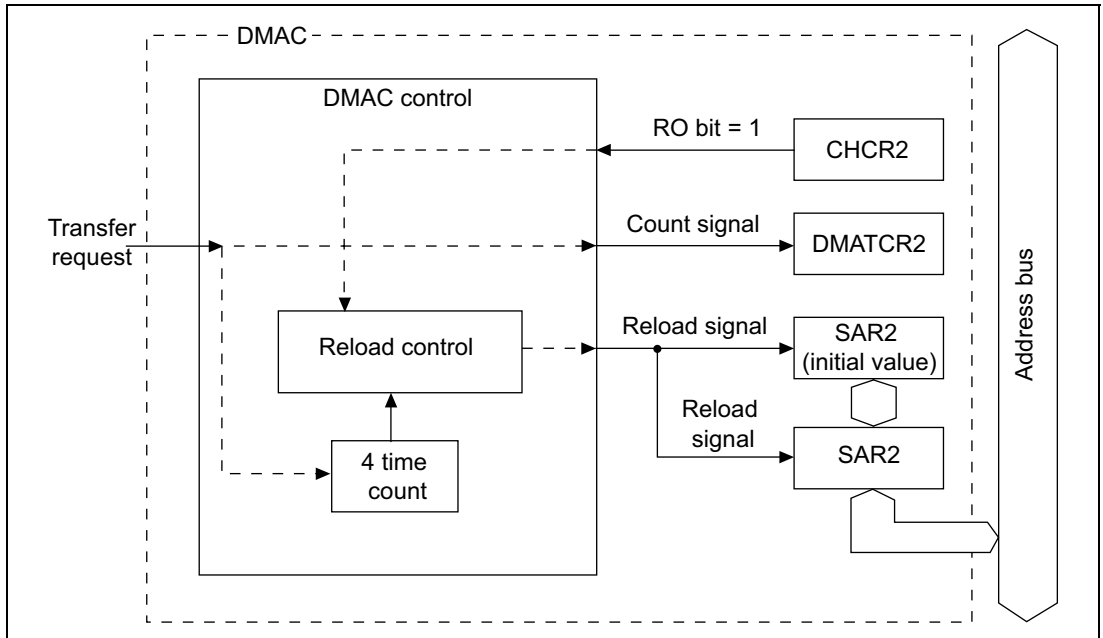 DMAC
DMAC control
RO bit = 1
CHCR2
Transfer
request
Count signal
DMATCR2
Reload control
Reload signal
SAR2
(initial value)
Reload
signal
4 time
count
SAR2
Address bus